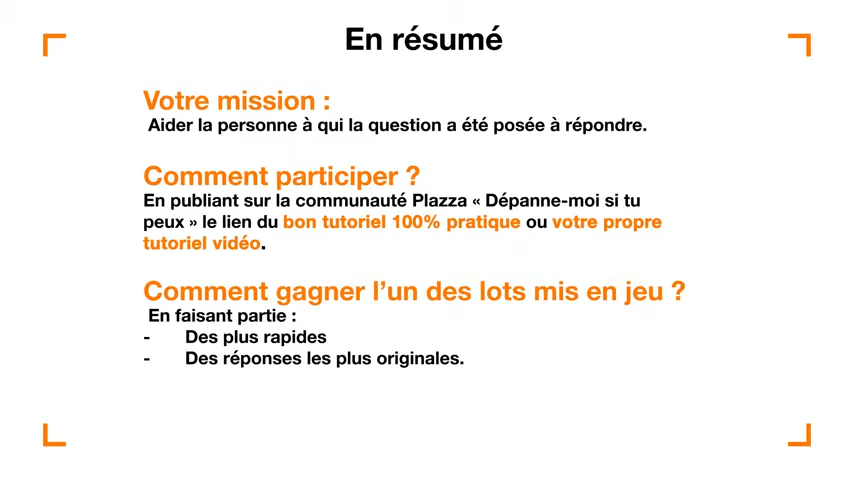 En résumé
Votre mission :
Aider la personne à qui la question a été posée à répondre.
Comment participer ?
En publiant sur la communauté Plazza « Dépanne-moi si tu
peux » le lien du bon tutoriel 100% pratique ou votre propre
tutoriel vidéo.
Comment gagner l’un des lots mis en jeu ?
En faisant partie :
- Des plus rapides
- Des réponses les plus originales.